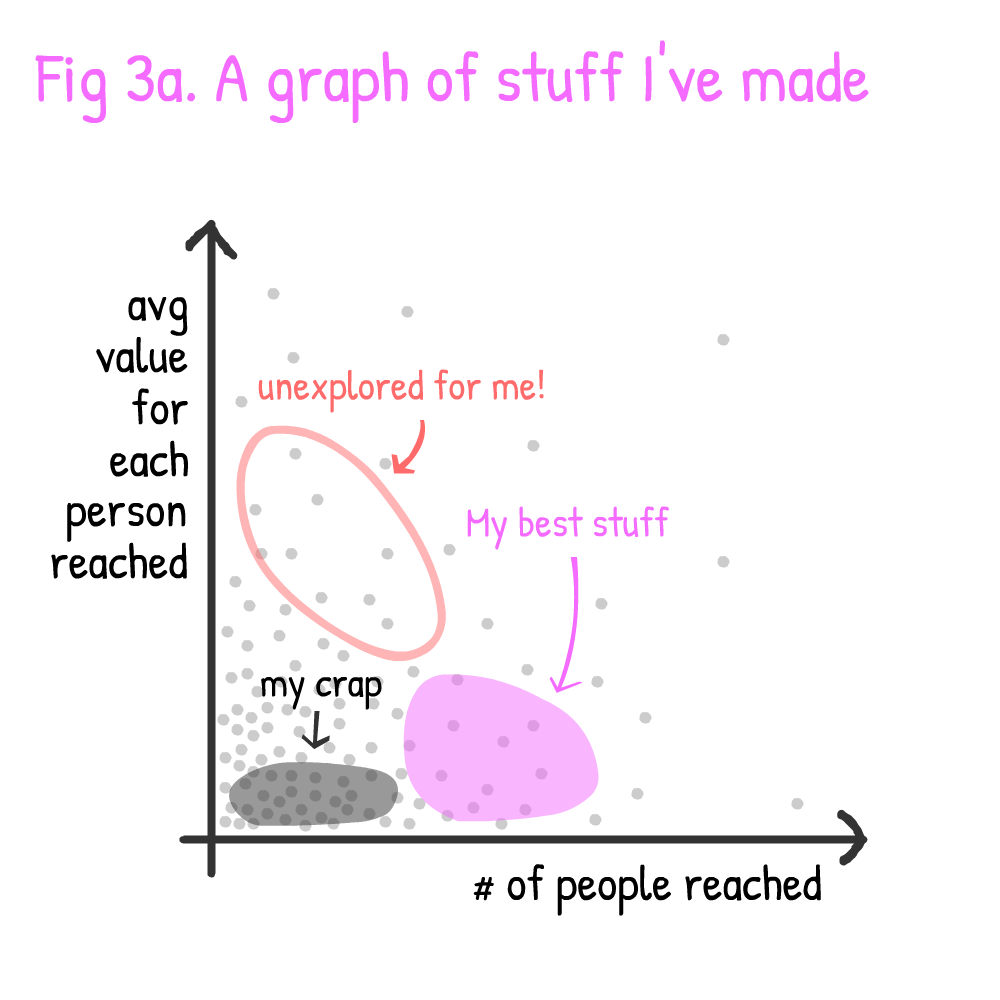 Fig 3a. A graph of stuff I've made
avg
value
for
each
person
reached
unexplored for me!
My best stuff
my crap
# of people reached